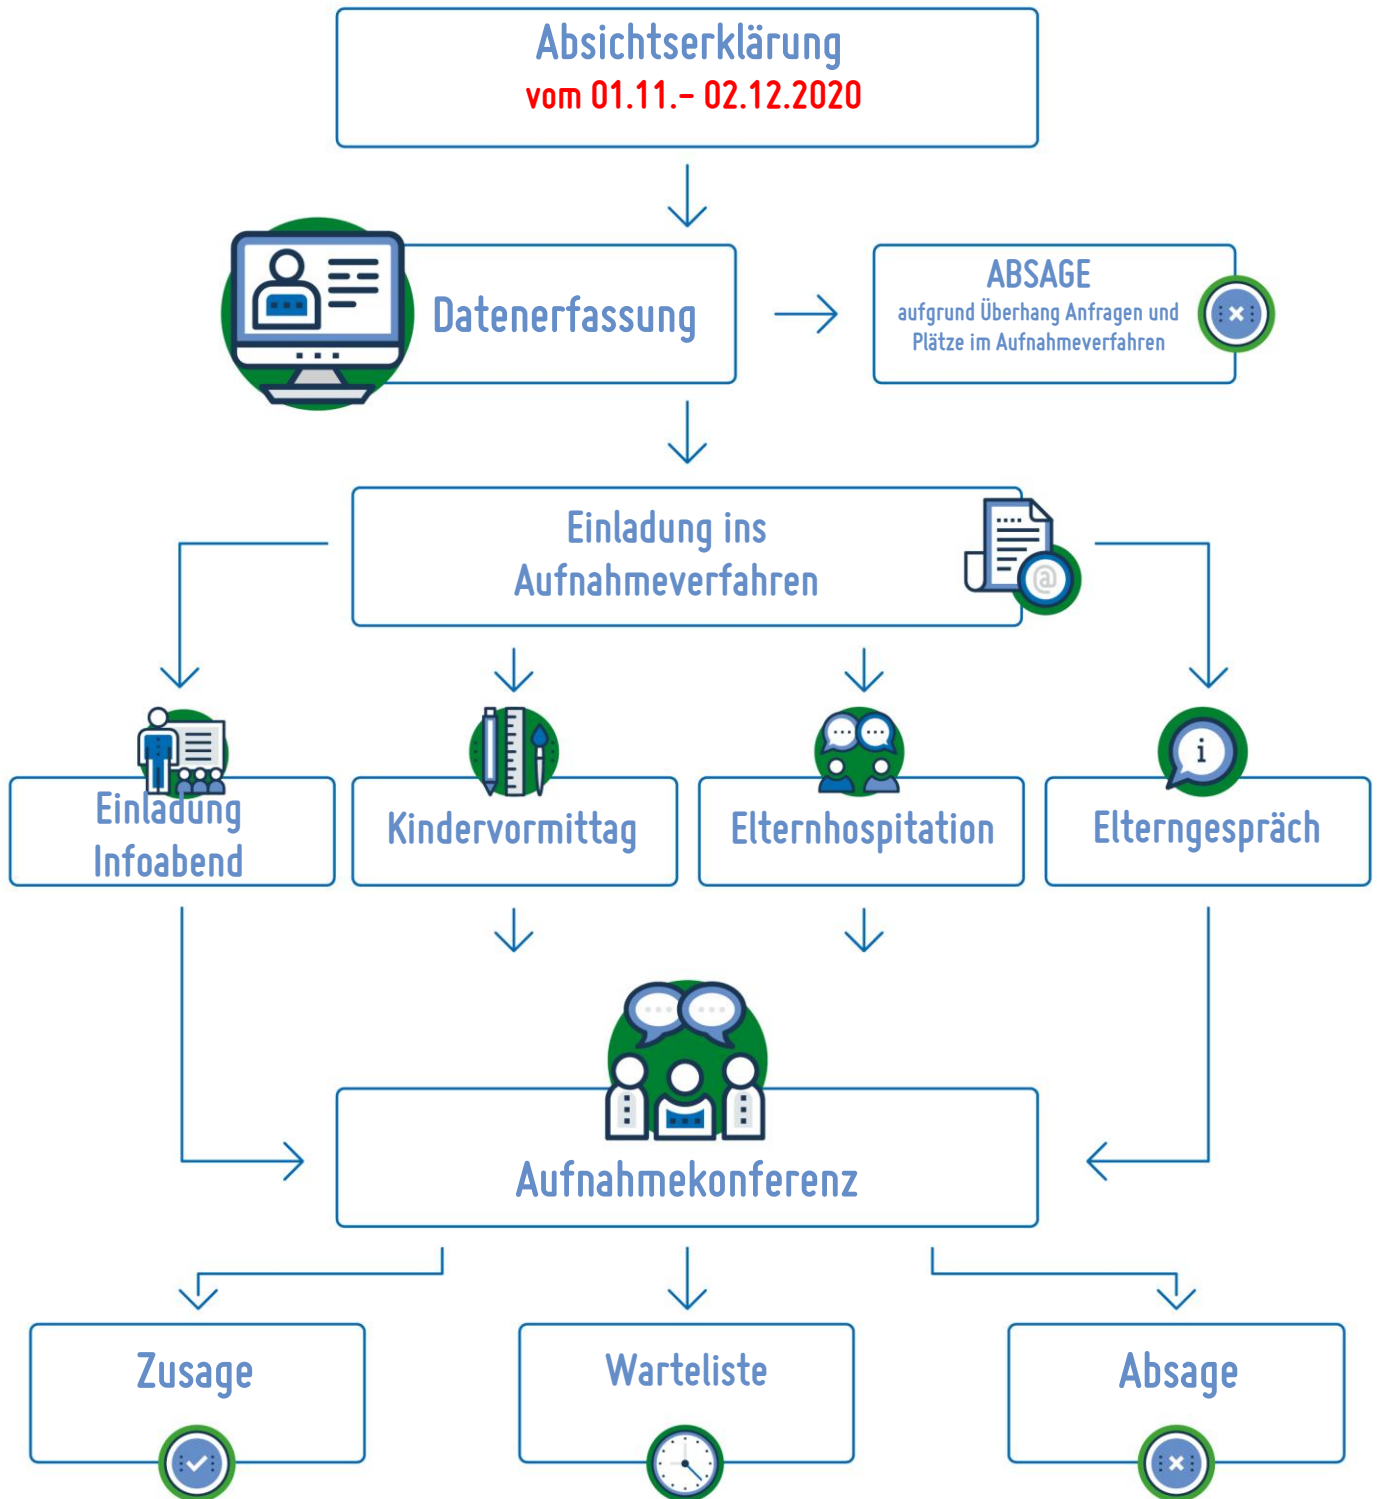 Absichtserklärung
vom 01.11.- 02.12.2020
Datenerfassung
ABSAGE
aufgrund Überhang Anfragen und
Plätze im Aufnahmeverfahren
Einladung ins
Aufnahmeverfahren
@
i
Einladung
Infoabend
Kindervormittag
Elternhospitation
Elterngespräch
Aufnahmekonferenz
Zusage
Warteliste
Absage